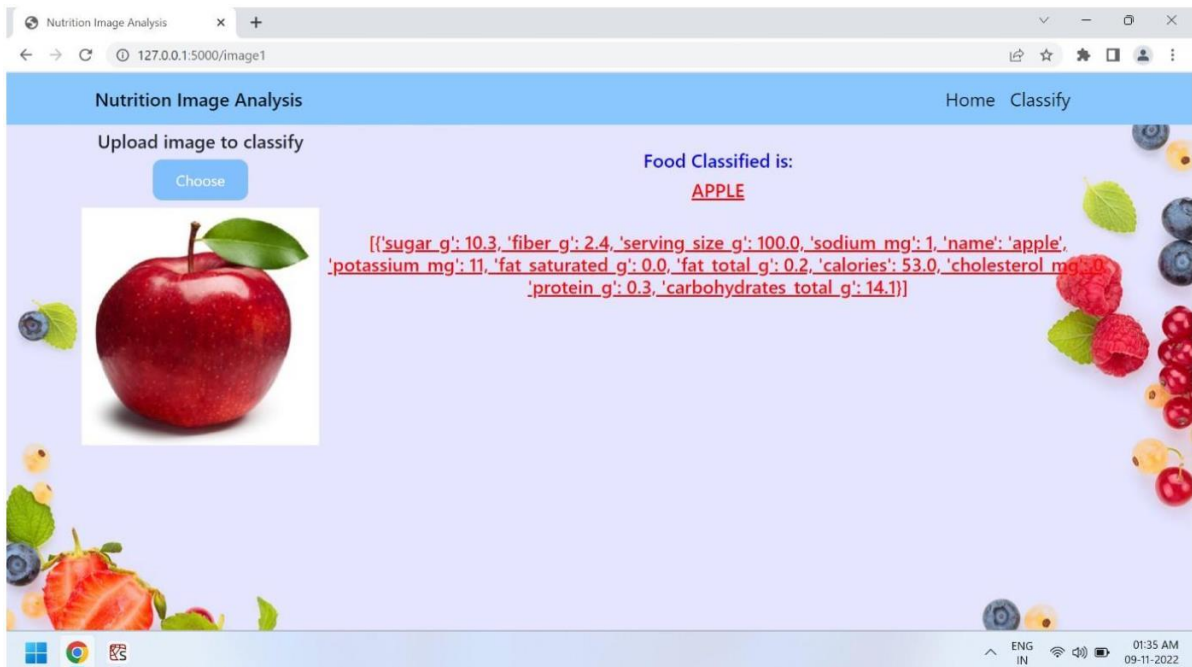 Nutrition Image Analysis
127.0.0.1:5000/image1
Nutrition Image Analysis
Home Classify
Upload image to classify
Choose
Food Classified is:
APPLE
[{'sugar_g': 10.3, 'fiber_g': 2.4, 'serving_size_g': 100.0, 'sodium_mg': 1, 'name': 'apple',
'potassium_mg': 11, 'fat_saturated_g': 0.0, 'fat_total_g': 0.2, 'calories': 53.0, 'cholesterol_mg': 0,
'protein_g': 0.3, 'carbohydrates_total_g': 14.1}]
ENG
IN
01:35 AM
09-11-2022